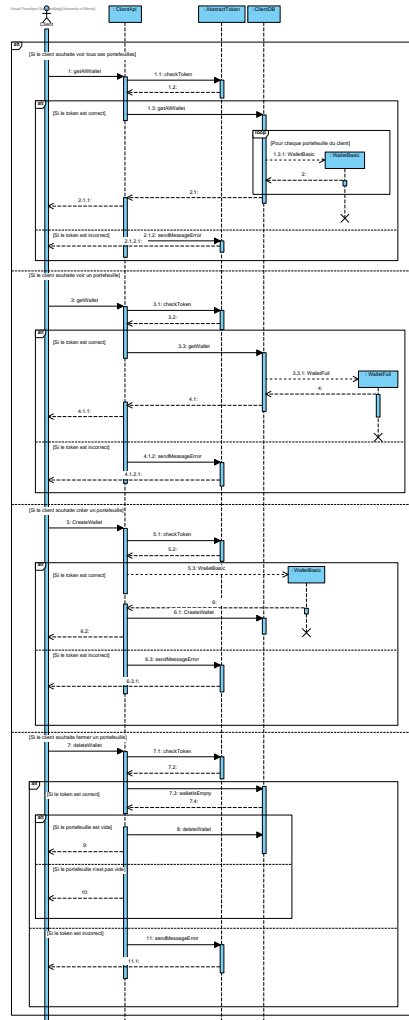 Client
: ClientApi
: AbstractToken
: ClientDB
alt
[Si le client souhaite voir tous ses portefeuilles]
1: getAllWallet
1.1: checkToken
1.2:
alt
[Si le token est correct]
1.3: getAllWallet
loop
[Pour chaque portefeuille du client]
1.3.1: WalletBasic
: WalletBasic
2:
2.1:
2.1.1:
[Si le token est incorrect]
2.1.2: sendMessageError
2.1.2.1:
[Si le client souhaite voir un portefeuille]
3: getWallet
3.1: checkToken
3.2:
alt
[Si le token est correct]
3.3: getWallet
3.3.1: WalletFull
: WalletFull
4:
4.1:
4.1.1:
[Si le token est incorrect]
4.1.2: sendMessageError
4.1.2.1:
[Si le client souhaite créer un portefeuille]
5: CreateWallet
5.1: checkToken
5.2:
alt
[Si le token est correct]
5.3: WalletBasic
: WalletBasic
6:
6.1: CreateWallet
6.2:
[Si le token est incorrect]
6.3: sendMessageError
6.3.1:
[Si le client souhaite fermer un portefeuille]
7: deleteWallet
7.1: checkToken
7.2:
alt
[Si le token est correct]
7.3: walletIsEmpty
7.4:
alt
[Si le portefeuille est vide]
8: deleteWallet
9:
[Si le portefeuille n'est pas vide]
10:
[Si le token est incorrect]
11: sendMessageError
11.1: